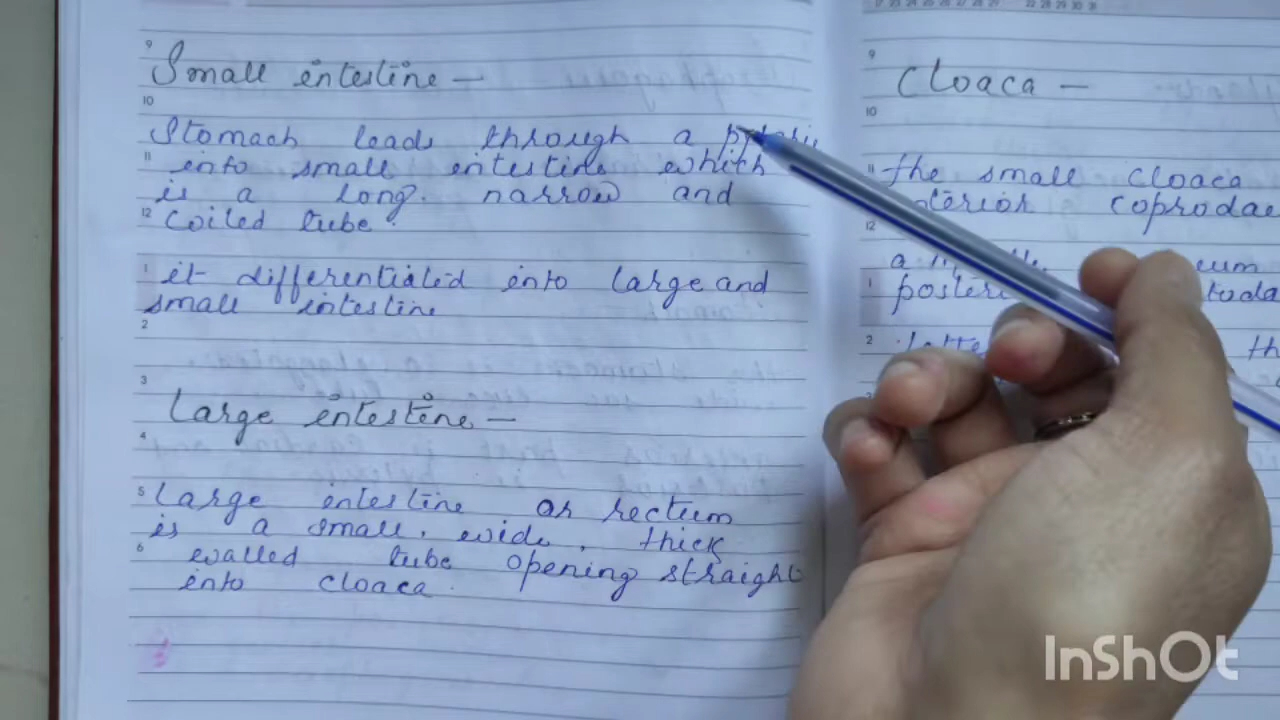 Small intestine -
Stomach leads through a
into small intestine which
is a long. narrow and
coiled tube.
it differentiated into large and
small intestine
Large intestine -
Large intestine or rectum
is a small, wide, thick
walled tube opening straight
into cloaca.
Cloaca -
the small cloaca
coprodae
a
posteri
latte
InShOt